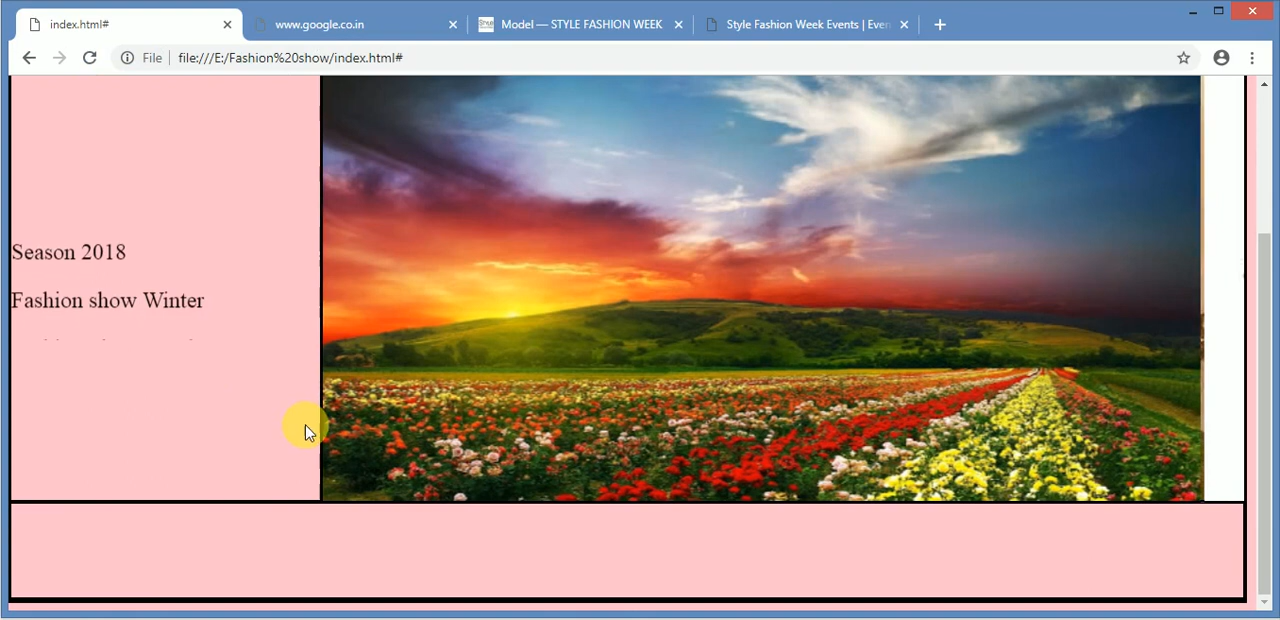 index.html#
www.google.co.in
Style
Model — STYLE FASHION WEEK
Style Fashion Week Events | Even
File
file:///E:/Fashion%20show/index.html#
Season 2018
Fashion show Winter